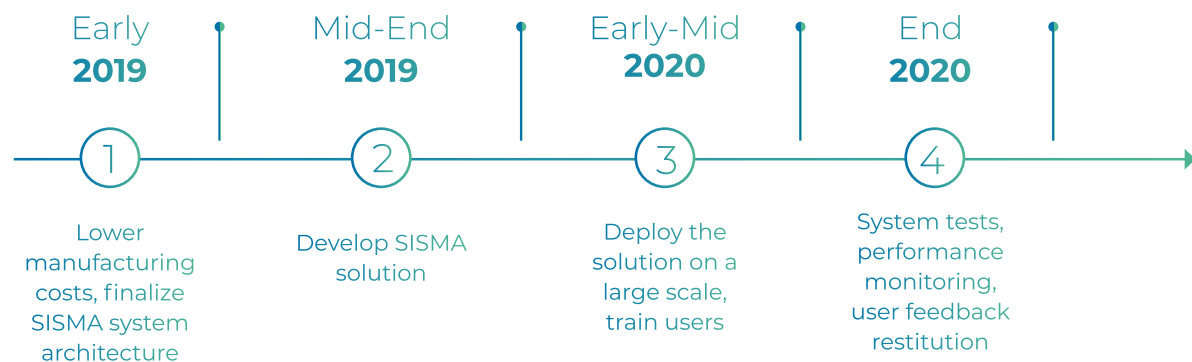 Early
2019
Mid-End
2019
Early-Mid
2020
End
2020
1
2
3
4
Lower
manufacturing
costs, finalize
SISMA system
architecture
Develop SISMA
solution
Deploy the
solution on a
large scale,
train users
System tests,
performance
monitoring,
user feedback
restitution